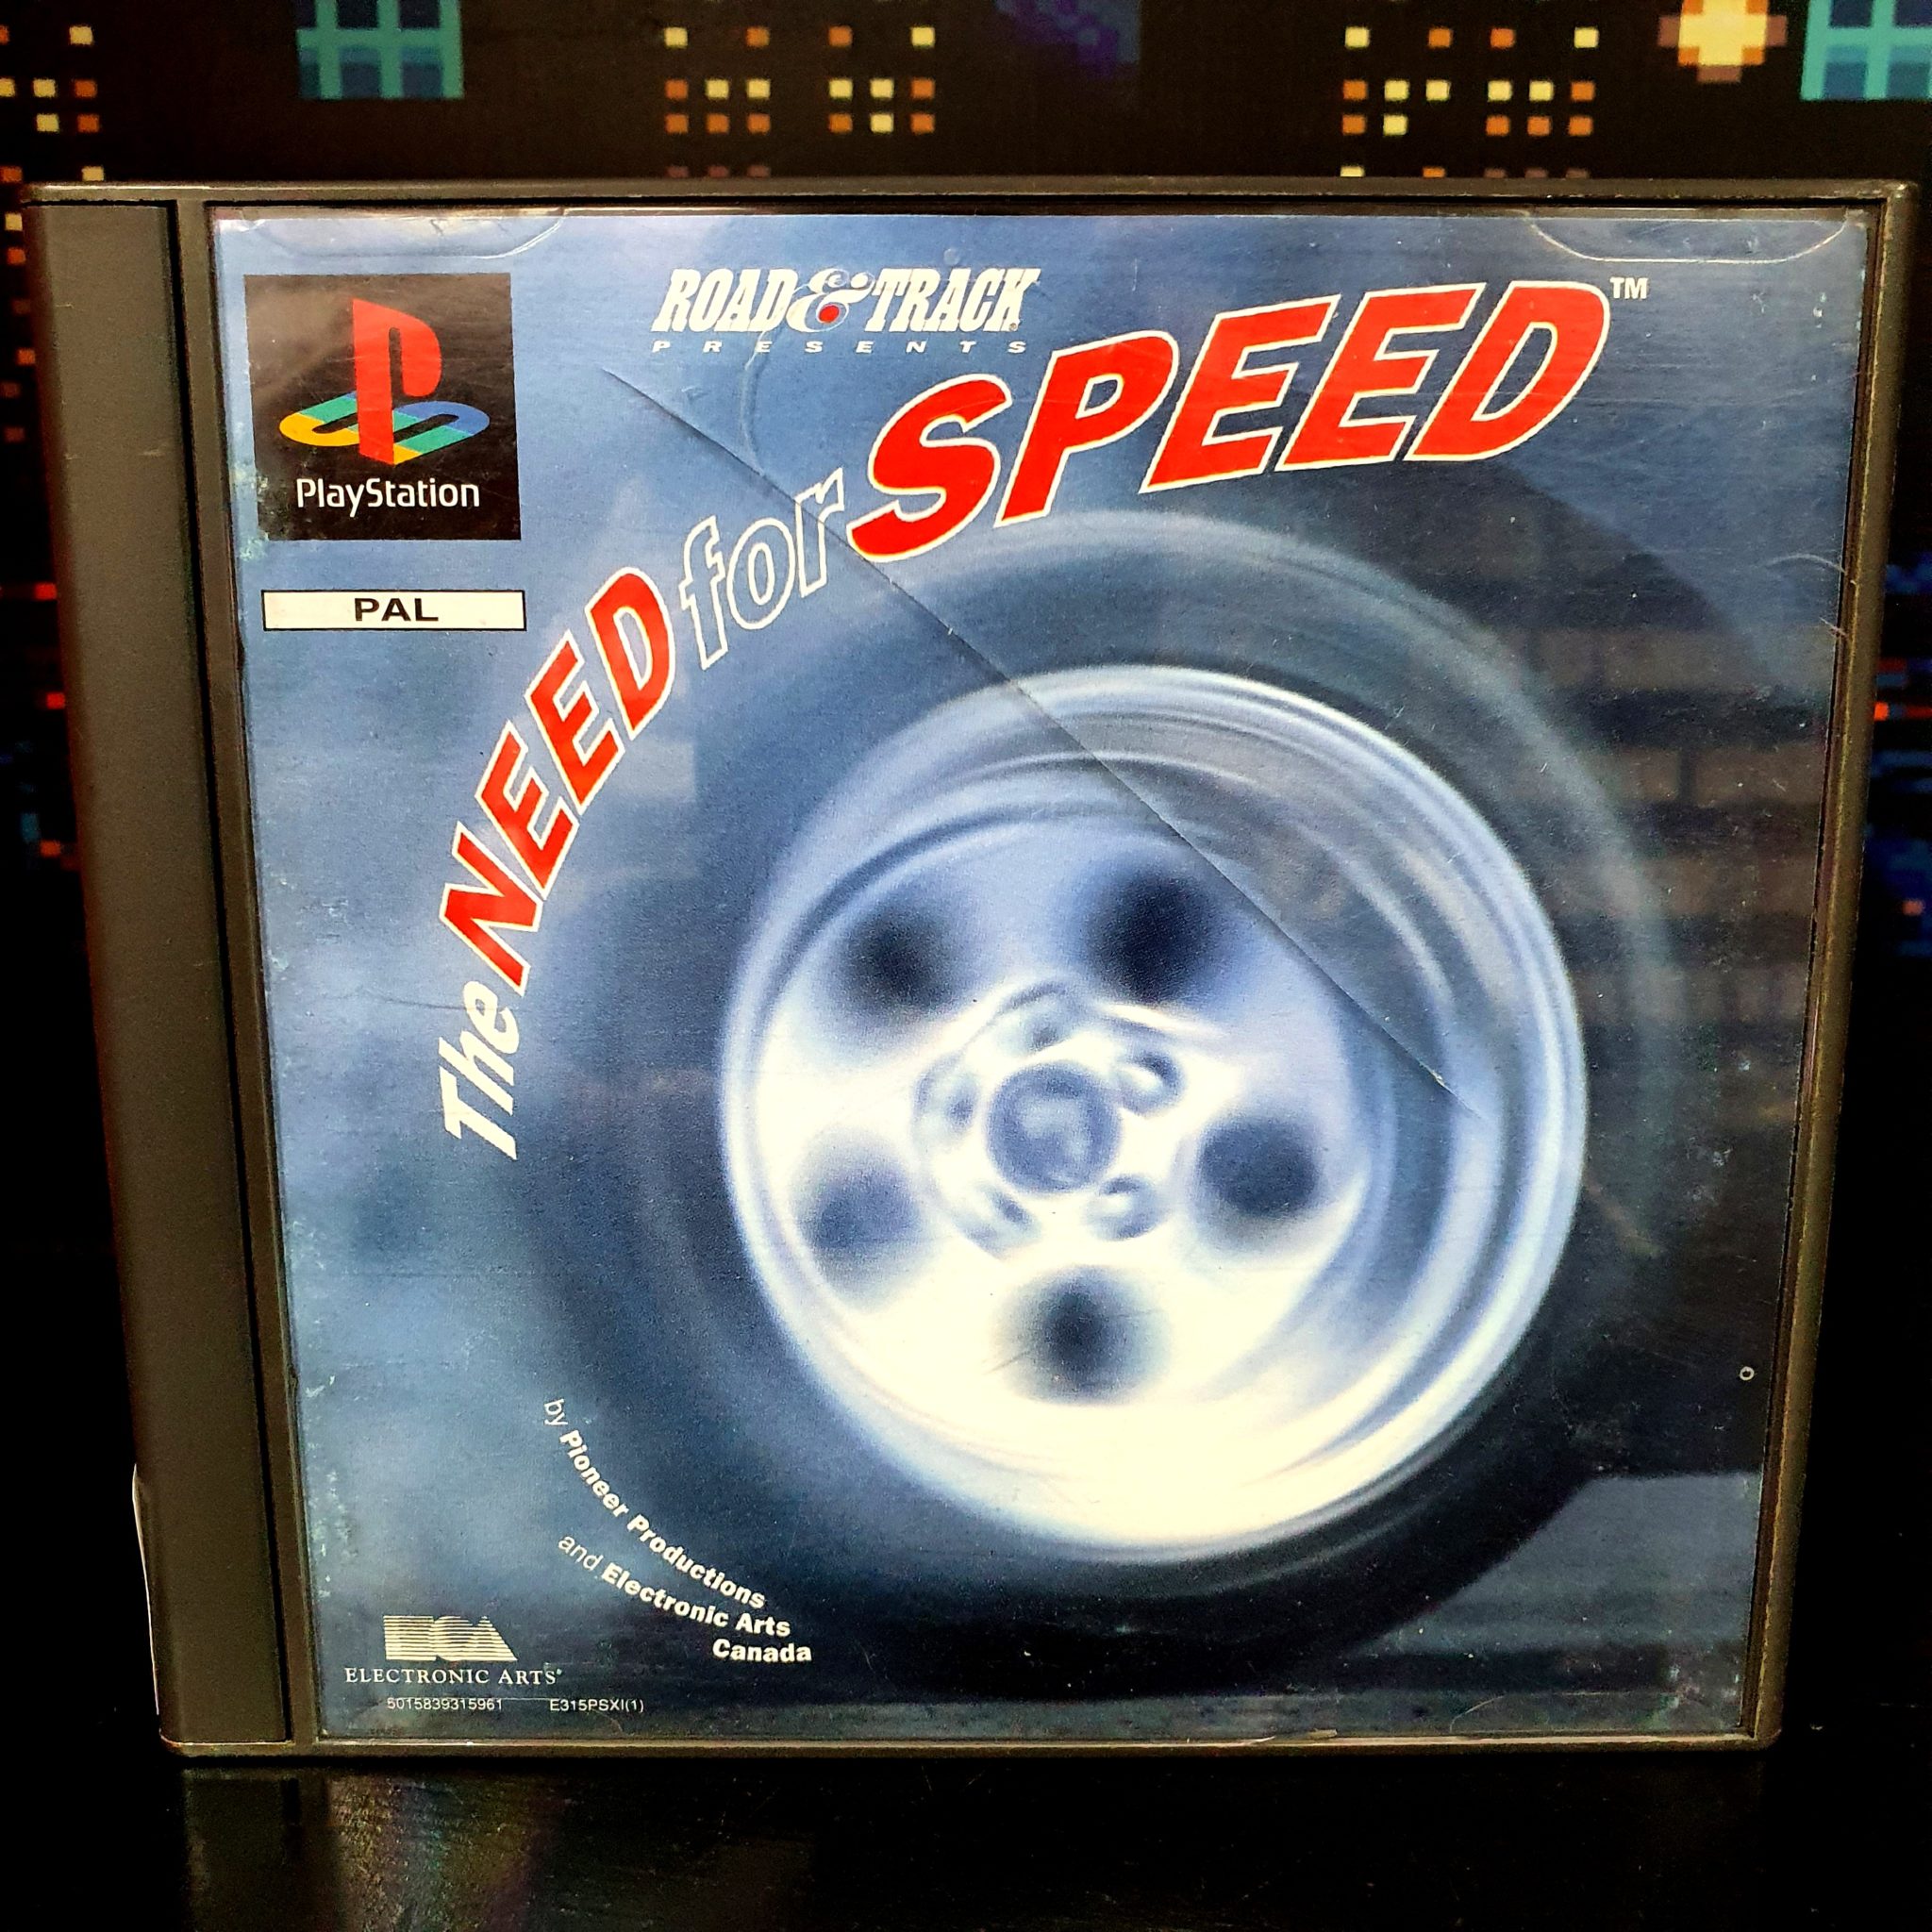 ROAD & TRACK
PRESENTS
The NEED for SPEED™
PlayStation
PAL
by Pioneer Productions
and Electronic Arts
Canada
ELECTRONIC ARTS®
5015839315961 E315PSXI(1)